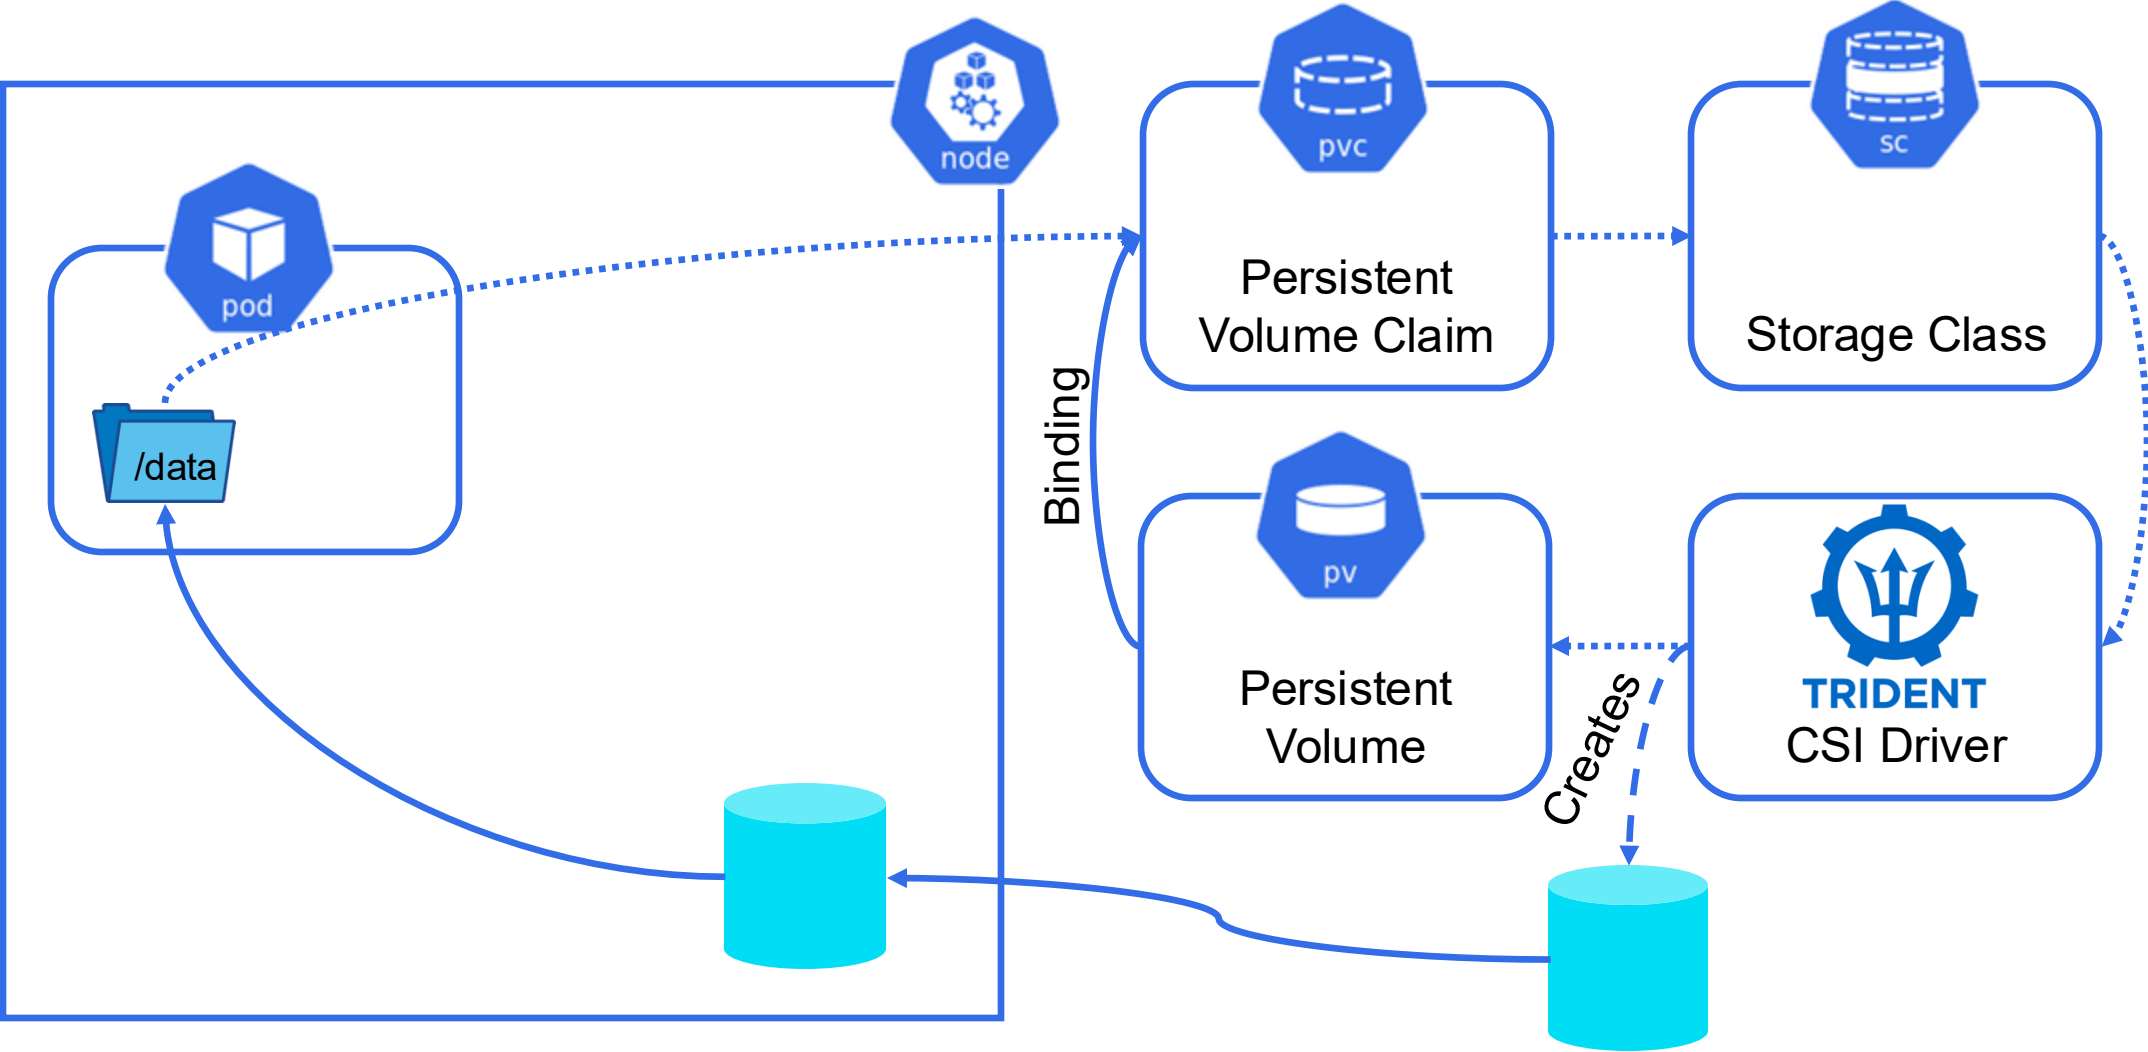 node
pvc
sc
pod
Persistent
Volume Claim
Storage Class
/data
Binding
pv
Persistent
Volume
TRIDENT
CSI Driver
Creates